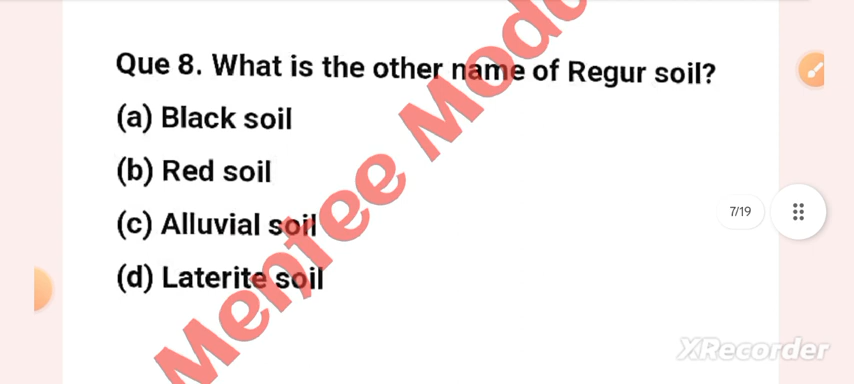 Que 8. What is the other name of Regur soil?
(a) Black soil
(b) Red soil
(c) Alluvial soil
(d) Laterite soil
7/19
Mentee
XRecorder